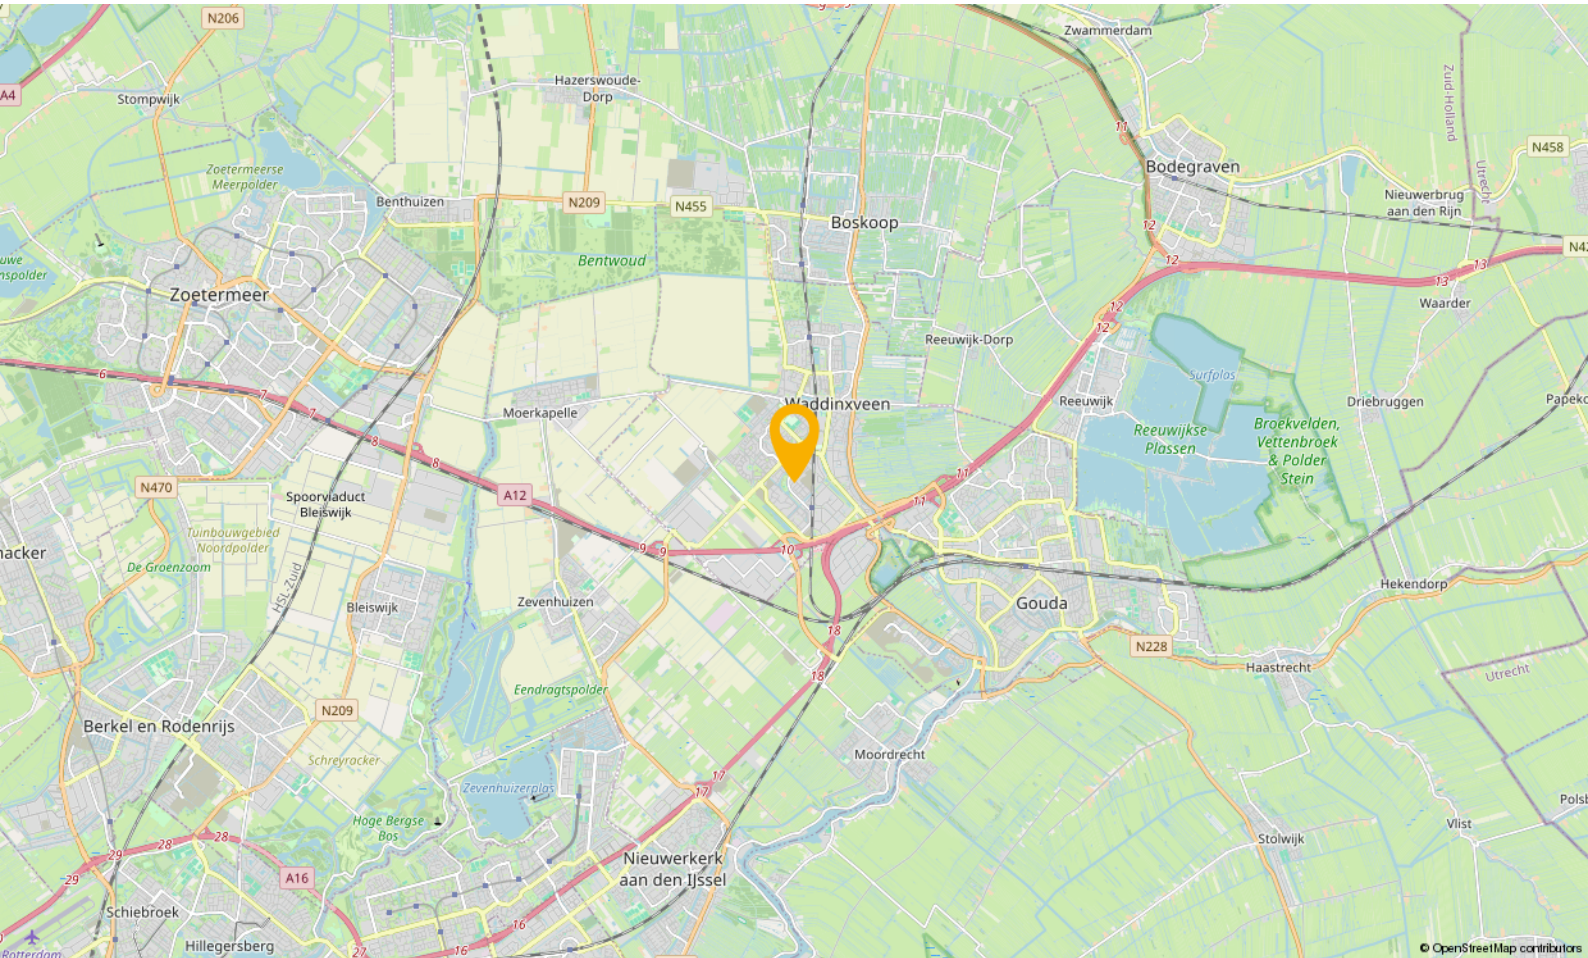 N206
Zwammerdam
A4
Stompwijk
Hazerswoude-
Dorp
Zuid-Holland
Utrecht
11
Bodegraven
N458
Zoetermeerse
Meerpolder
Benthuizen
N209
N455
Boskoop
Nieuwerbrug
aan den Rijn
12
12
13
13
Bentwoud
Zoetermeer
Waarder
12
12
Reeuwijk-Dorp
Surfplas
6
7
7
Moerkapelle
Waddinxveen
Reeuwijk
Driebruggen
8
8
Reeuwijkse
Plassen
Broekvelden,
Vettenbroek
& Polder
Stein
11
11
N470
Spoorviaduct
Bleiswijk
A12
Tuinbouwgebied
Noordpolder
De Groenzoom
HSL-Zuid
9
9
10
Bleiswijk
Zevenhuizen
Gouda
Hekendorp
18
N228
Haastrecht
Utrecht
18
Eendragtspolder
N209
Berkel en Rodenrijs
Schreyracker
Moordrecht
Zevenhuizerplas
17
17
Hoge Bergse
Bos
Vlist
Stolwijk
28
28
29
29
A16
Nieuwerkerk
aan den IJssel
Schiebroek
16
16
27
Hillegersberg
Rotterdam
© OpenStreetMap contributors